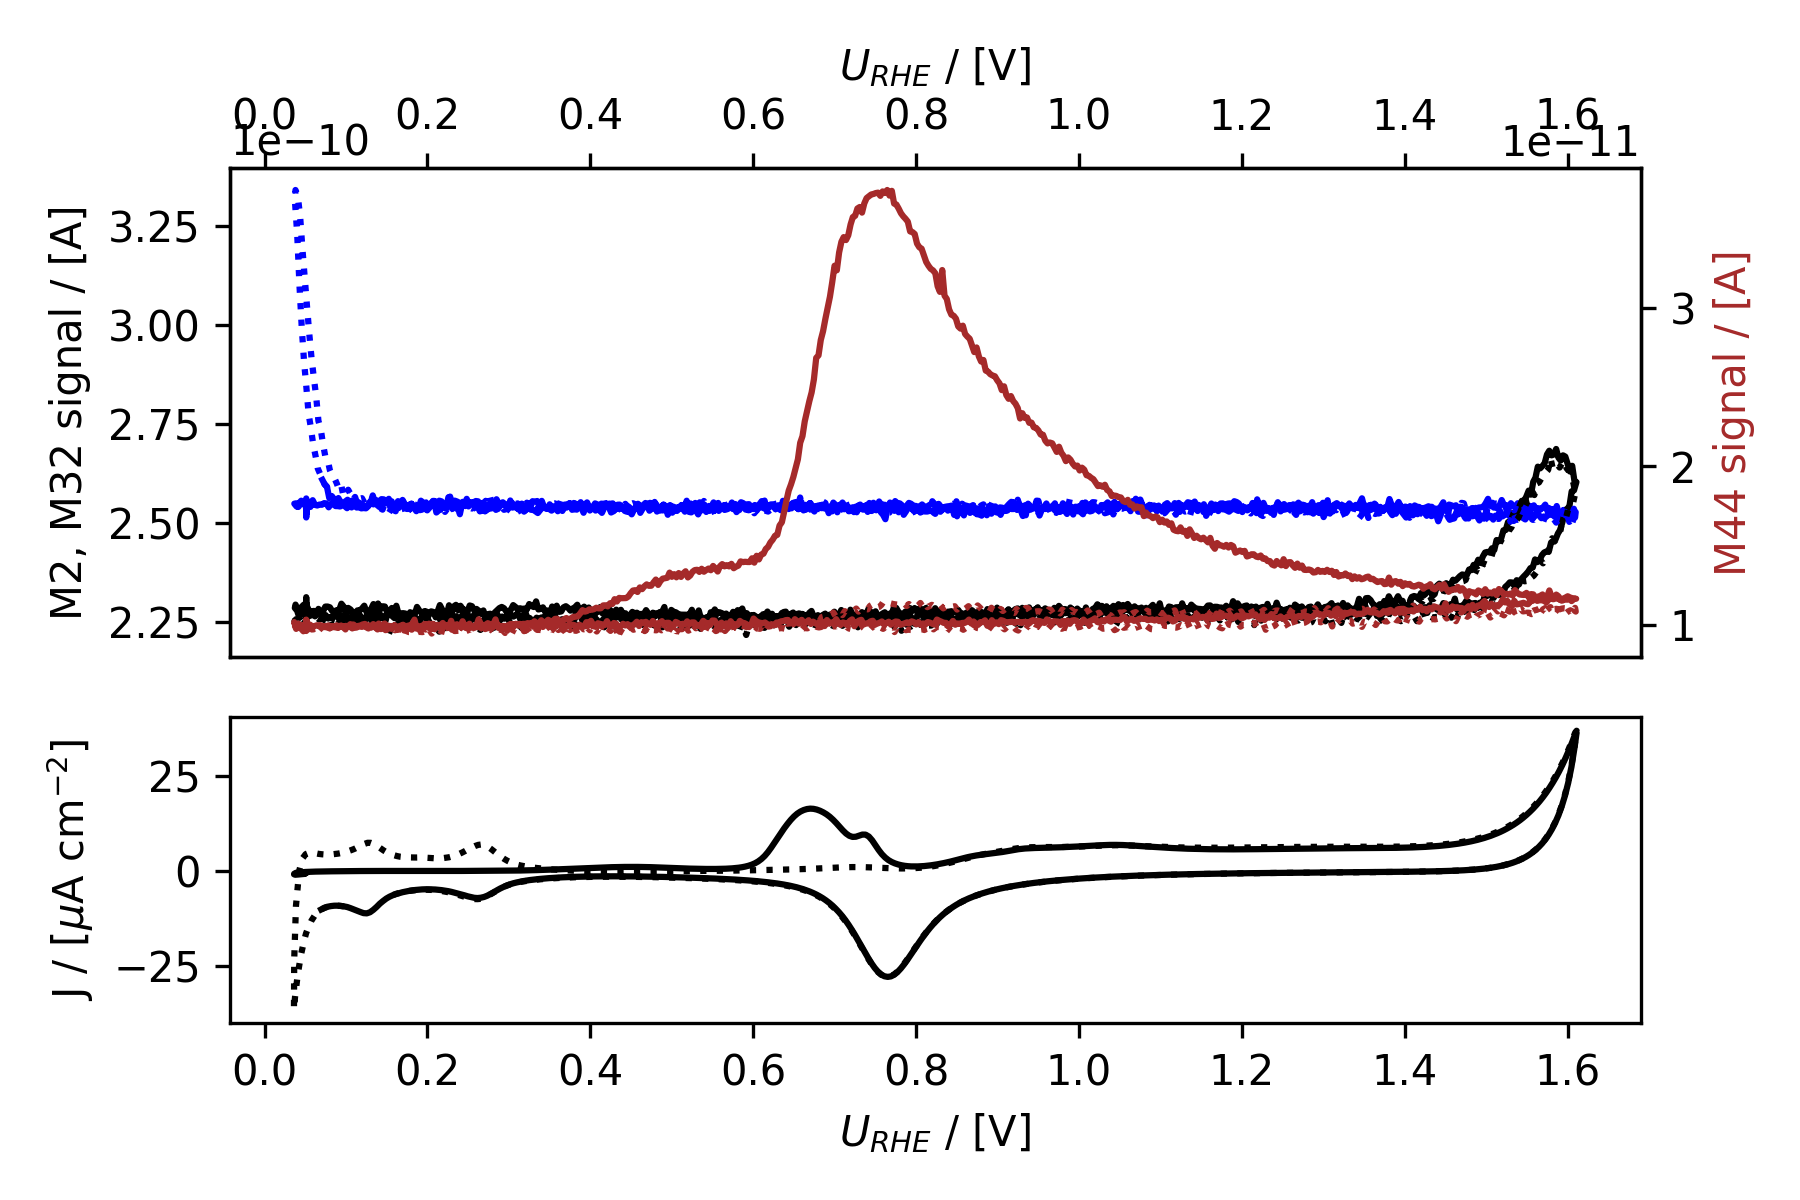 U_RHE / [V]
0.0 0.2 0.4 0.6 0.8 1.0 1.2 1.4 1.6
1e−10 1e−11
M2, M32 signal / [A]
3.25
3.00
2.75
2.50
2.25
M44 signal / [A]
3
2
1
J / [μA cm⁻²]
25
0
−25
0.0 0.2 0.4 0.6 0.8 1.0 1.2 1.4 1.6
U_RHE / [V]